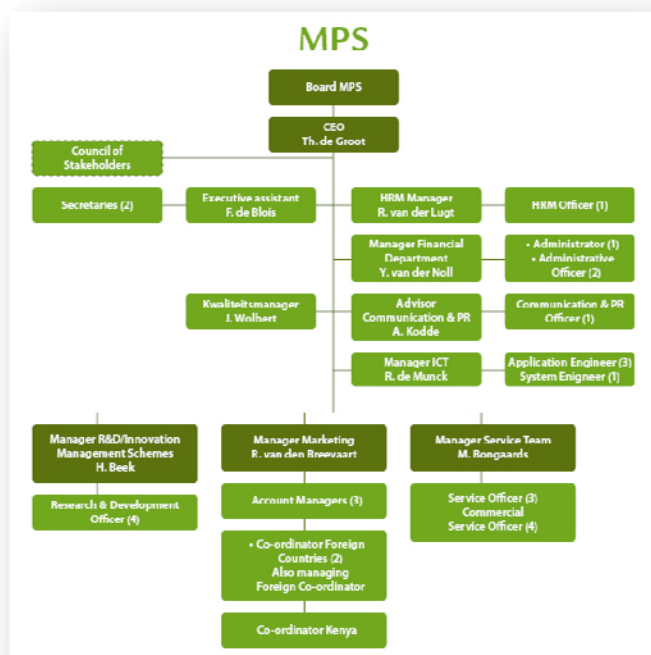 MPS
Board MPS
CEO
Th. de Groot
Council of
Stakeholders
Secretaries (2)
Executive assistant
F. de Blois
HRM Manager
R. van der Lugt
HRM Officer (1)
Manager Financial
Department
Y. van der Noll
• Administrator (1)
• Administrative
Officer (2)
Kwaliteitsmanager
J. Wolbert
Advisor
Communication & PR
A. Kodde
Communication & PR
Officer (1)
Manager ICT
R. de Munck
Application Engineer (3)
System Enigneer (1)
Manager R&D/Innovation
Management Schemes
H. Beek
Manager Marketing
R. van den Breevaart
Manager Service Team
M. Bongaards
Research & Development
Officer (4)
Account Managers (3)
Service Officer (3)
Commercial
Service Officer (4)
• Co-ordinator Foreign
Countries (2)
Also managing
Foreign Co-ordinator
Co-ordinator Kenya